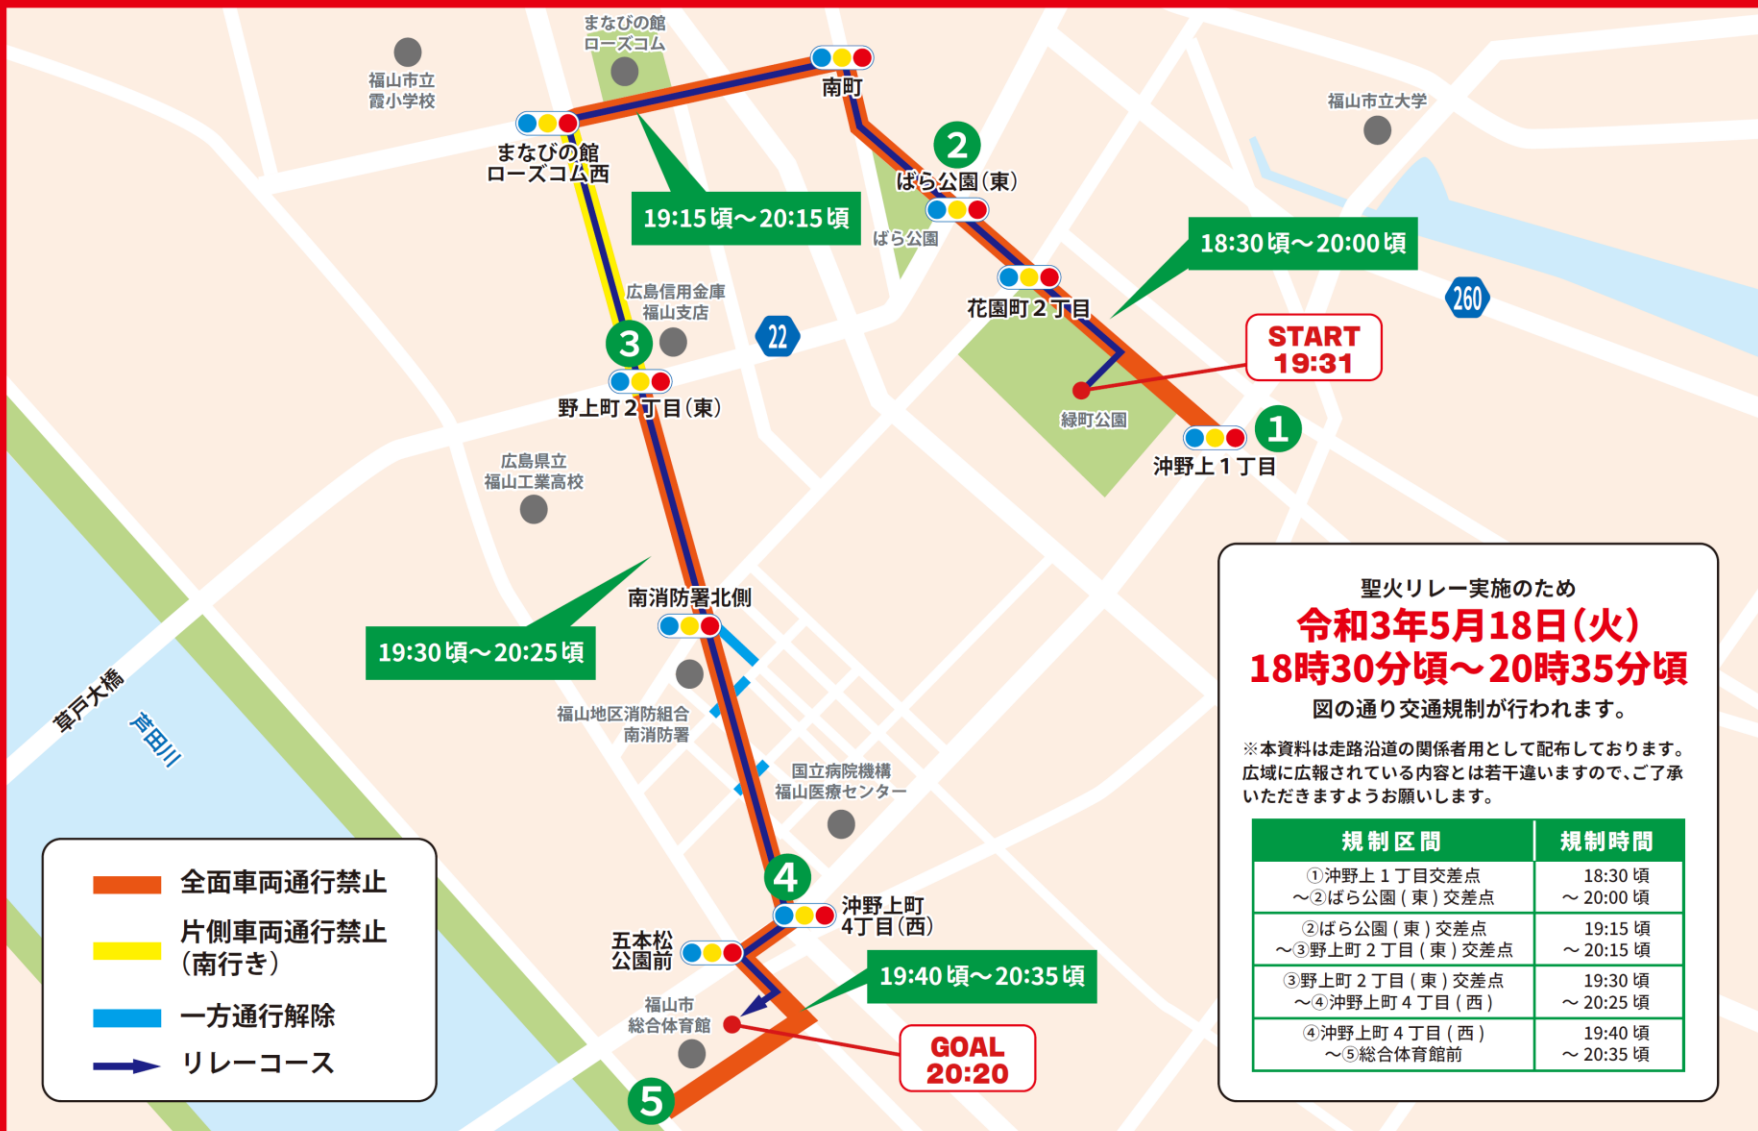 まなびの館
ローズコム
福山市立
霞小学校
南町
福山市立大学
2
まなびの館
ローズコム西
ばら公園(東)
19:15頃～20:15頃
ばら公園
18:30頃～20:00頃
広島信用金庫
福山支店
花園町2丁目
260
22
3
START
19:31
野上町2丁目(東)
緑町公園
1
沖野上1丁目
広島県立
福山工業高校
南消防署北側
19:30頃～20:25頃
草戸大橋
芦田川
福山地区消防組合
南消防署
国立病院機構
福山医療センター
4
沖野上町
4丁目(西)
五本松
公園前
19:40頃～20:35頃
福山市
総合体育館
GOAL
20:20
5
全面車両通行禁止
片側車両通行禁止
(南行き)
一方通行解除
リレーコース
聖火リレー実施のため
令和3年5月18日(火)
18時30分頃～20時35分頃
図の通り交通規制が行われます。
※本資料は走路沿道の関係者用として配布しております。
広域に広報されている内容とは若干違いますので、ご了承
いただきますようお願いします。
規制区間 規制時間
①沖野上1丁目交差点 18:30頃
～②ばら公園(東)交差点 ～20:00頃
②ばら公園(東)交差点 19:15頃
～③野上町2丁目(東)交差点 ～20:15頃
③野上町2丁目(東)交差点 19:30頃
～④沖野上町4丁目(西) ～20:25頃
④沖野上町4丁目(西) 19:40頃
～⑤総合体育館前 ～20:35頃